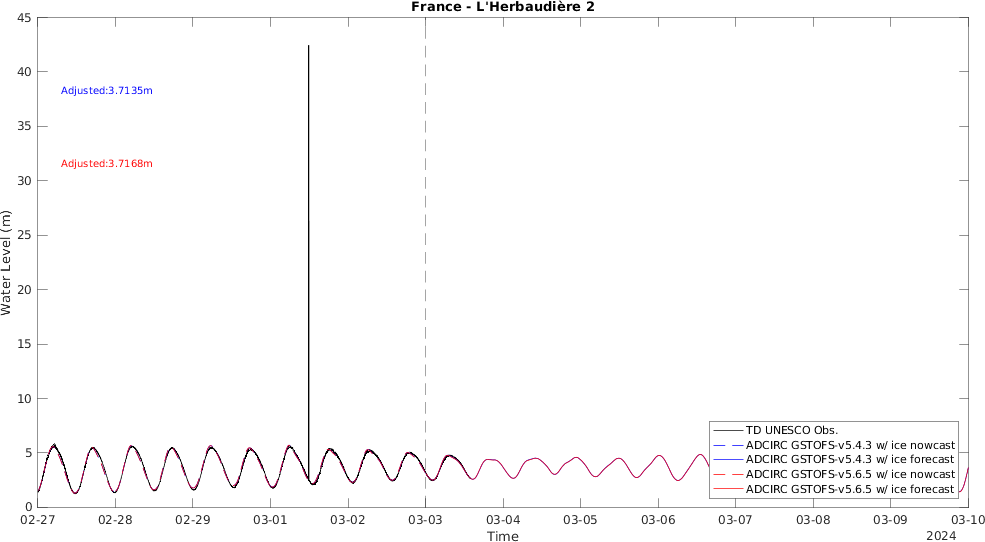 France - L'Herbaudière 2
45
40
35
30
25
20
15
10
5
0
Water Level (m)
Adjusted:3.7135m
Adjusted:3.7168m
TD UNESCO Obs.
ADCIRC GSTOFS-v5.4.3 w/ ice nowcast
ADCIRC GSTOFS-v5.4.3 w/ ice forecast
ADCIRC GSTOFS-v5.6.5 w/ ice nowcast
ADCIRC GSTOFS-v5.6.5 w/ ice forecast
02-27 02-28 02-29 03-01 03-02 03-03 03-04 03-05 03-06 03-07 03-08 03-09 03-10
Time
2024